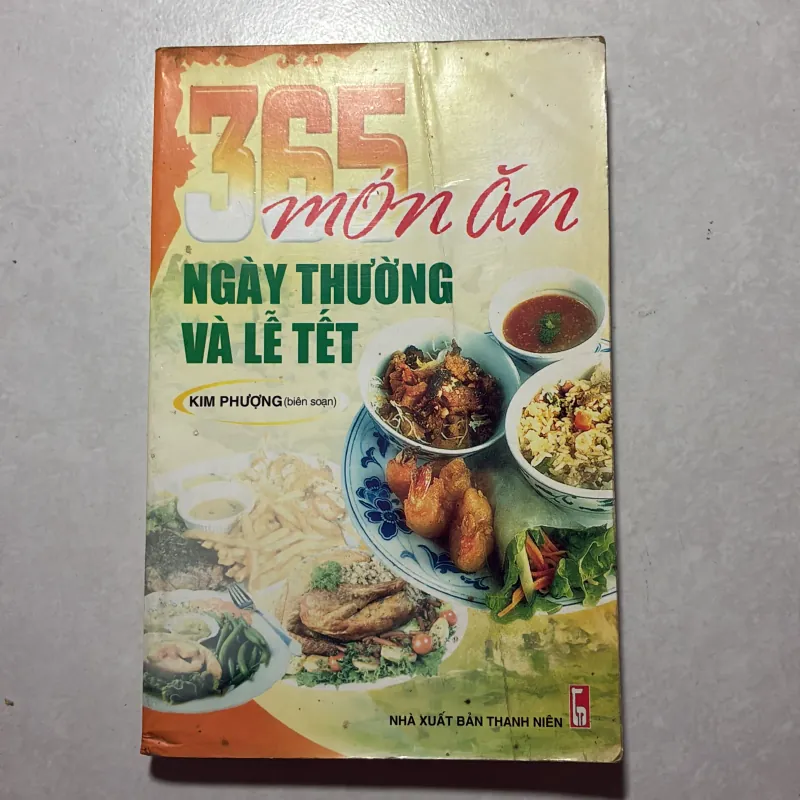 365
món ăn
NGÀY THƯỜNG
VÀ LỄ TẾT
KIM PHƯỢNG (biên soạn)
NHÀ XUẤT BẢN THANH NIÊN